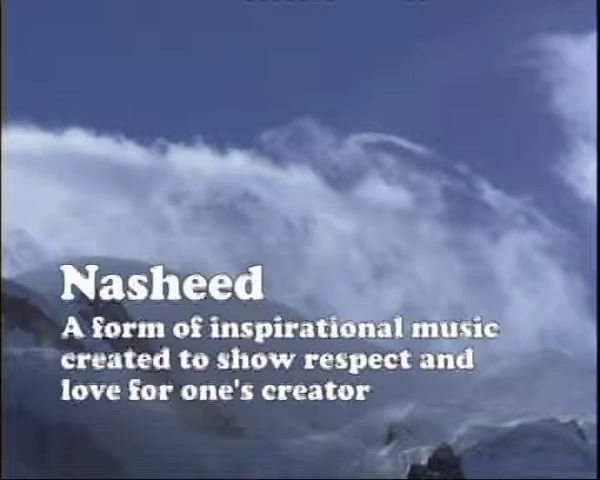 Nasheed
A form of inspirational music
created to show respect and
love for one's creator